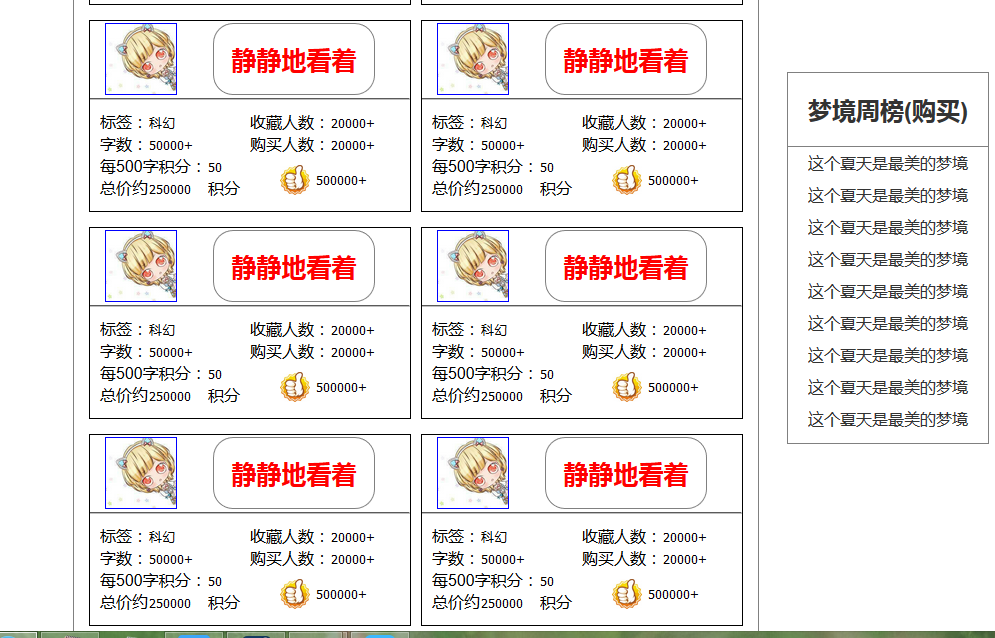 静静地看着
标签：科幻 收藏人数：20000+
字数：50000+ 购买人数：20000+
每500字积分：50
总价约250000 积分 500000+
静静地看着
标签：科幻 收藏人数：20000+
字数：50000+ 购买人数：20000+
每500字积分：50
总价约250000 积分 500000+
静静地看着
标签：科幻 收藏人数：20000+
字数：50000+ 购买人数：20000+
每500字积分：50
总价约250000 积分 500000+
静静地看着
标签：科幻 收藏人数：20000+
字数：50000+ 购买人数：20000+
每500字积分：50
总价约250000 积分 500000+
静静地看着
标签：科幻 收藏人数：20000+
字数：50000+ 购买人数：20000+
每500字积分：50
总价约250000 积分 500000+
静静地看着
标签：科幻 收藏人数：20000+
字数：50000+ 购买人数：20000+
每500字积分：50
总价约250000 积分 500000+
梦境周榜(购买)
这个夏天是最美的梦境
这个夏天是最美的梦境
这个夏天是最美的梦境
这个夏天是最美的梦境
这个夏天是最美的梦境
这个夏天是最美的梦境
这个夏天是最美的梦境
这个夏天是最美的梦境
这个夏天是最美的梦境